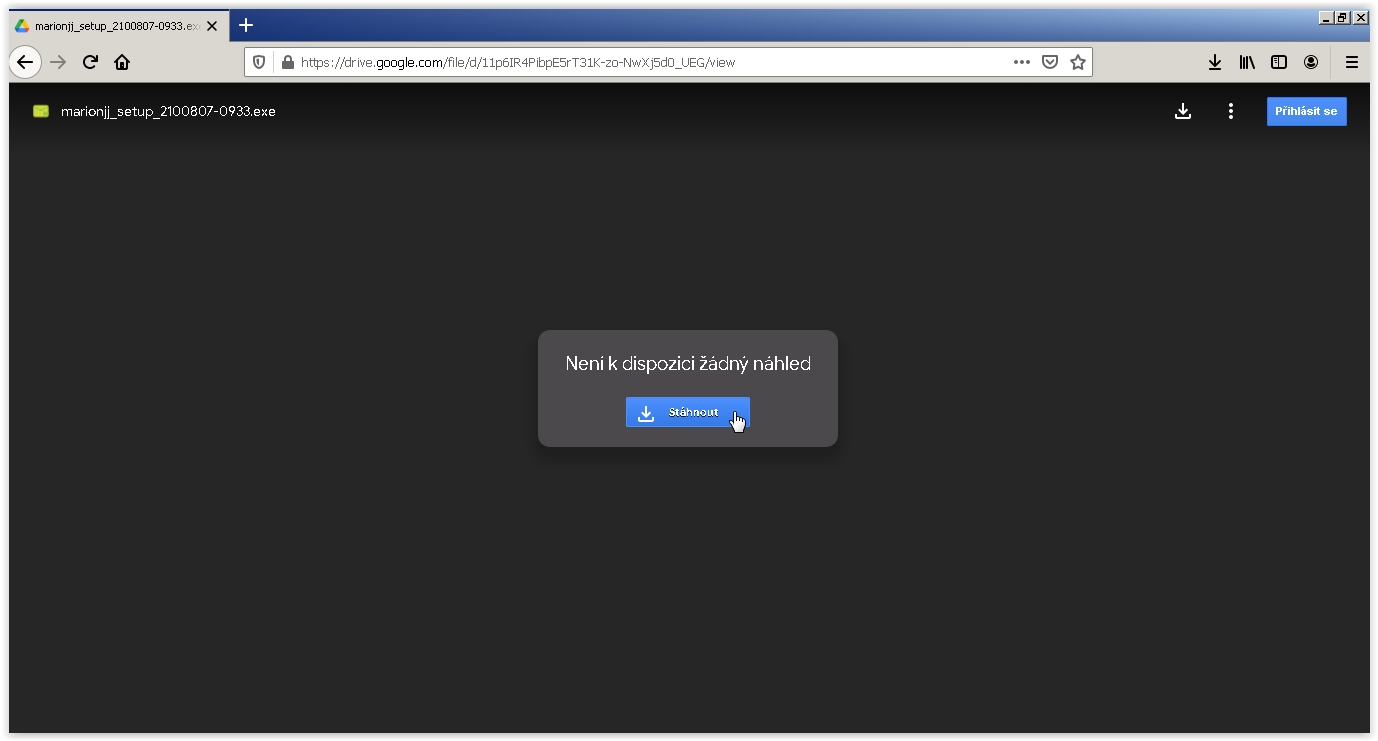 marionjj_setup_2100807-0933.ex
https://drive.google.com/file/d/11p6IR4PibpE5rT31K-zo-NwXj5d0_UEG/view
marionjj_setup_2100807-0933.exe
Přihlásit se
Není k dispozici žádný náhled
Stáhnout